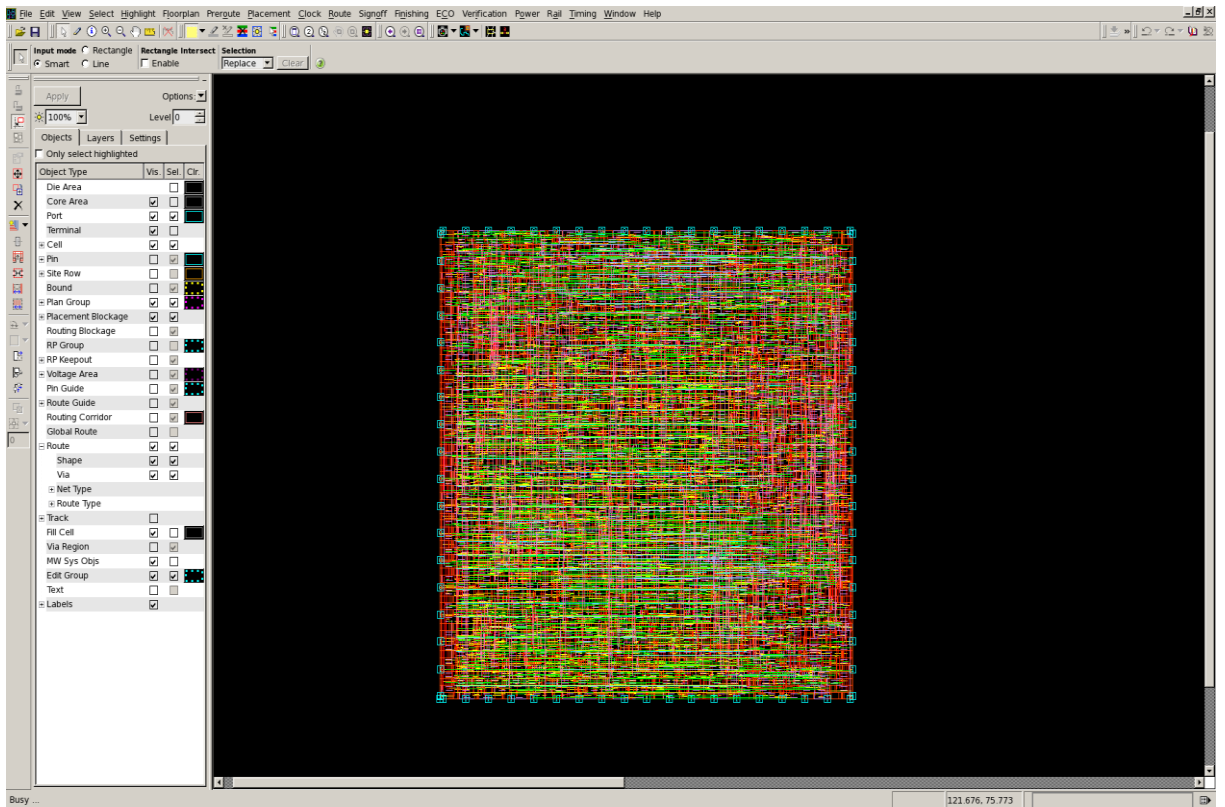 File Edit View Select Highlight Floorplan Preroute Placement Clock Route Signoff Finishing ECO Verification Power Rail Timing Window Help
Input mode Rectangle Rectangle Intersect Selection
Smart Line Enable Replace Clear
Apply Options:
100% Level 0
Objects Layers Settings
Only select highlighted
Object Type Vis. Sel. Clr.
Die Area
Core Area
Port
Terminal
Cell
Pin
Site Row
Bound
Plan Group
Placement Blockage
Routing Blockage
RP Group
RP Keepout
Voltage Area
Pin Guide
Route Guide
Routing Corridor
Global Route
Route
Shape
Via
Net Type
Route Type
Track
Fill Cell
Via Region
MW Sys Objs
Edit Group
Text
Labels
0
Busy ...
121.676, 75.773